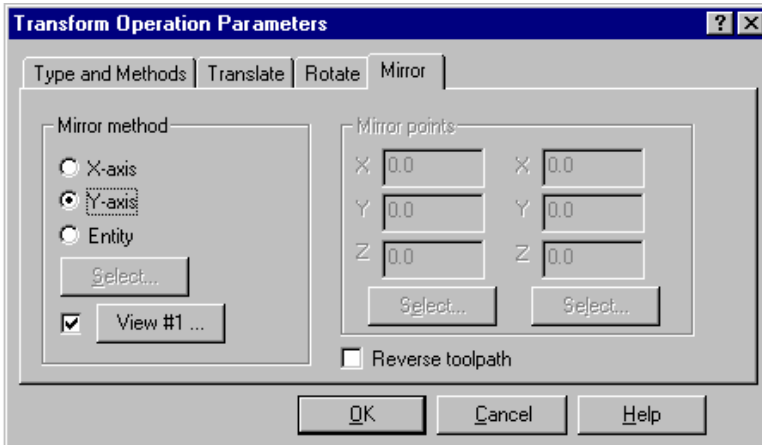 Transform Operation Parameters
Type and Methods Translate Rotate Mirror
Mirror method
X-axis
Y-axis
Entity
Select...
View #1 ...
Mirror points
X 0.0 X 0.0
Y 0.0 Y 0.0
Z 0.0 Z 0.0
Select... Select...
Reverse toolpath
OK Cancel Help